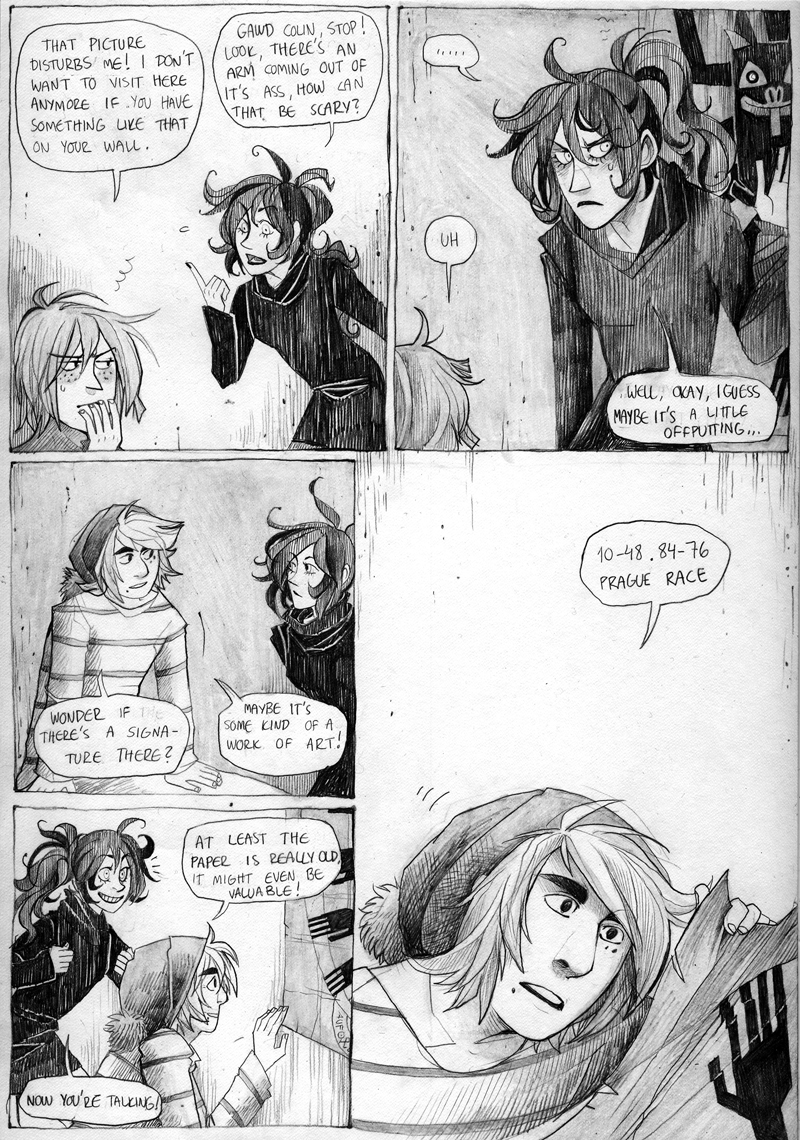 THAT PICTURE
DISTURBS ME! I DON'T
WANT TO VISIT HERE
ANYMORE IF YOU HAVE
SOMETHING LIKE THAT
ON YOUR WALL.
GAWD COLIN, STOP!
LOOK, THERE'S AN
ARM COMING OUT OF
IT'S ASS, HOW CAN
THAT BE SCARY?
.....
UH
WELL, OKAY, I GUESS
MAYBE IT'S A LITTLE
OFFPUTTING...
WONDER IF
THERE'S A SIGNA-
TURE THERE?
MAYBE IT'S
SOME KIND OF A
WORK OF ART!
10-48.84-76
PRAGUE RACE
AT LEAST THE
PAPER IS REALLY OLD,
IT MIGHT EVEN BE
VALUABLE!
NOW YOU'RE TALKING!